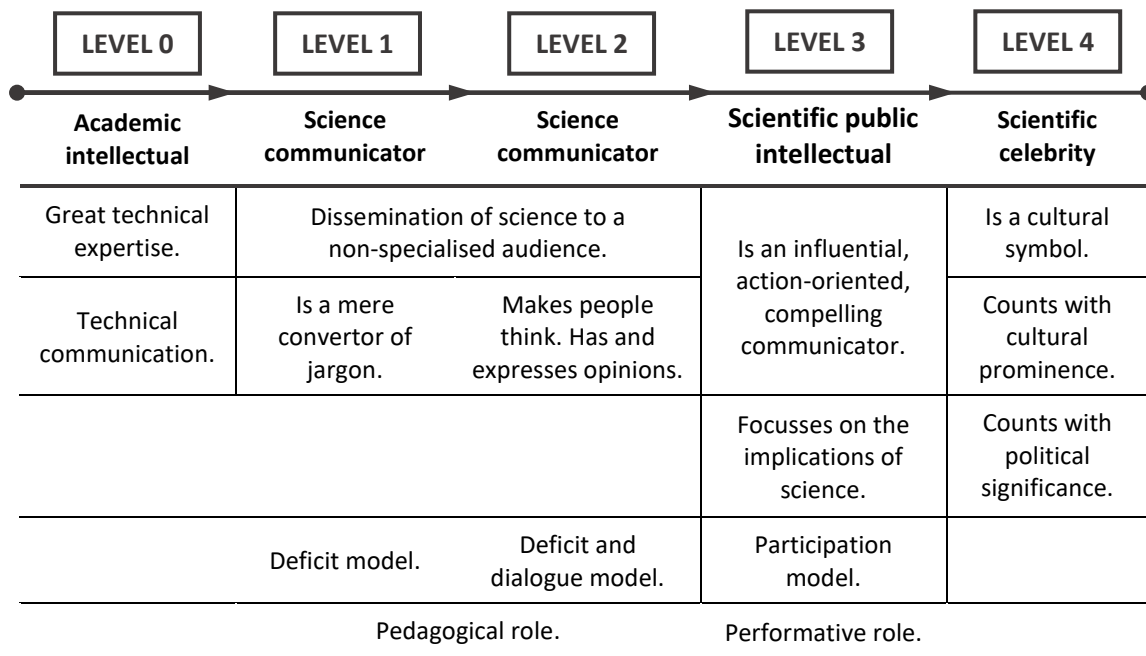 LEVEL 0
LEVEL 1
LEVEL 2
LEVEL 3
LEVEL 4
Academic
intellectual
Science
communicator
Science
communicator
Scientific public
intellectual
Scientific
celebrity
Great technical
expertise.
Dissemination of science to a
non-specialised audience.
Is an influential,
action-oriented,
compelling
communicator.
Is a cultural
symbol.
Technical
communication.
Is a mere
convertor of
jargon.
Makes people
think. Has and
expresses opinions.
Counts with
cultural
prominence.
Focusses on the
implications of
science.
Counts with
political
significance.
Deficit model.
Deficit and
dialogue model.
Participation
model.
Pedagogical role.
Performative role.